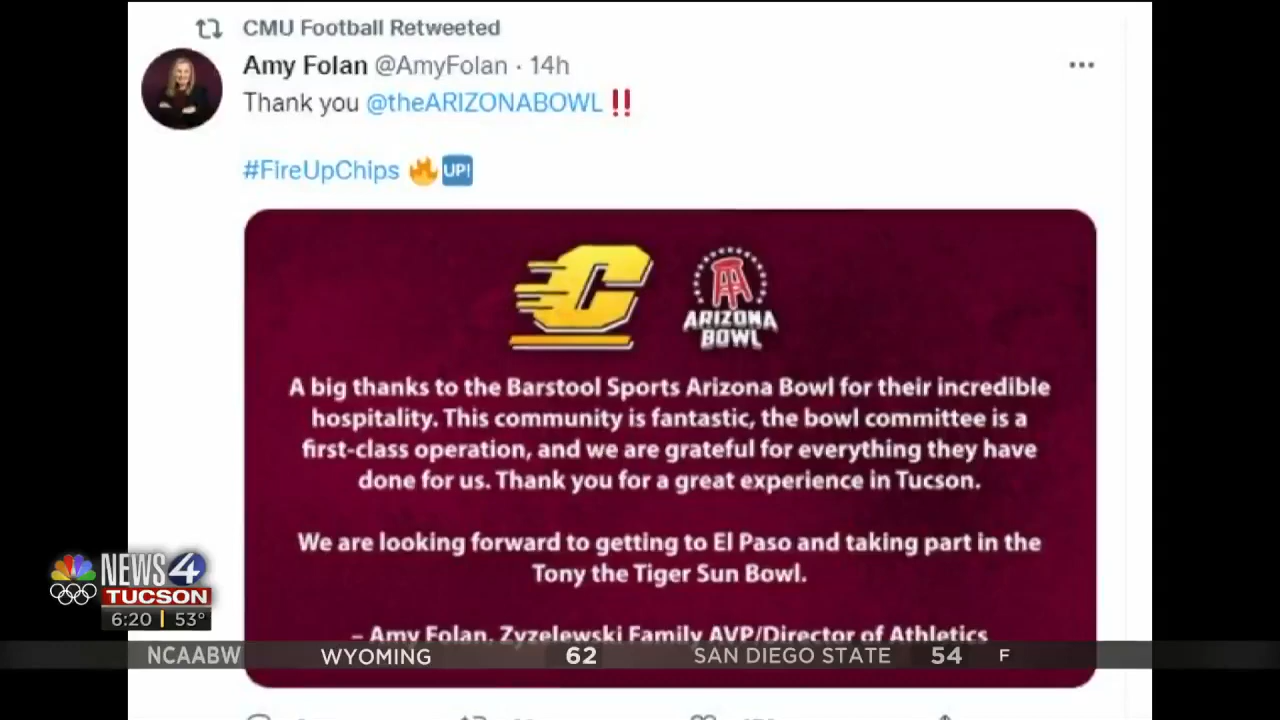 CMU Football Retweeted
Amy Folan @AmyFolan · 14h
Thank you @theARIZONABOWL ‼️
#FireUpChips 🔥🆙
C
ARIZONA
BOWL
A big thanks to the Barstool Sports Arizona Bowl for their incredible
hospitality. This community is fantastic, the bowl committee is a
first-class operation, and we are grateful for everything they have
done for us. Thank you for a great experience in Tucson.
We are looking forward to getting to El Paso and taking part in the
Tony the Tiger Sun Bowl.
– Amy Folan, Zyzelewski Family AVP/Director of Athletics
NEWS 4
TUCSON
6:20 | 53°
NCAABW WYOMING 62 SAN DIEGO STATE 54 F